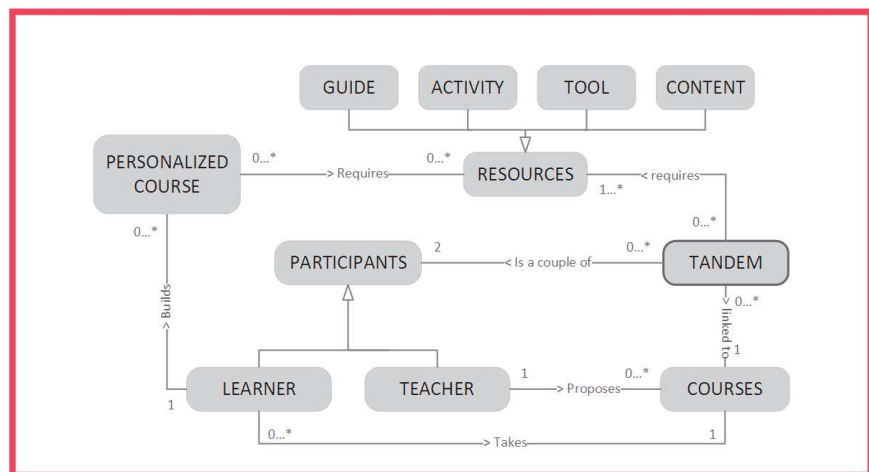 GUIDE
ACTIVITY
TOOL
CONTENT
PERSONALIZED
COURSE
0...*
> Requires
0...*
RESOURCES
1...*
< requires
0...*
0...*
PARTICIPANTS
2
< Is a couple of
0...*
TANDEM
0...*
> linked to
1
> Builds
1
LEARNER
TEACHER
1
> Proposes
0...*
COURSES
0...*
> Takes
1